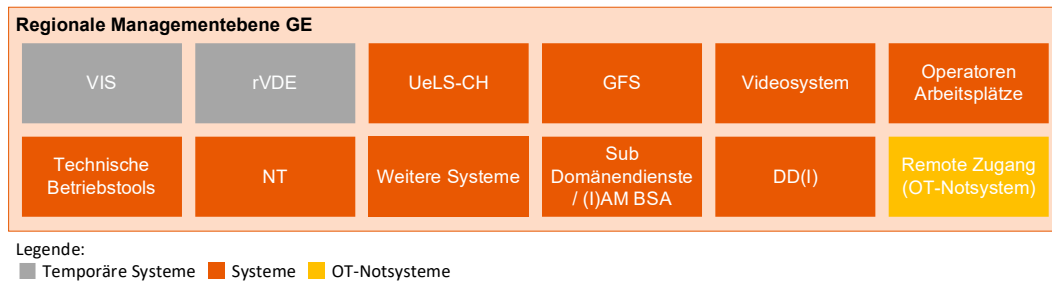 Regionale Managementebene GE
VIS
rVDE
UeLS-CH
GFS
Videosystem
Operatoren
Arbeitsplätze
Technische
Betriebstools
NT
Weitere Systeme
Sub
Domänendienste
/ (I)AM BSA
DD(I)
Remote Zugang
(OT-Notsystem)
Legende:
Temporäre Systeme Systeme OT-Notsysteme